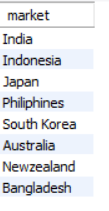 market
India
Indonesia
Japan
Philiphines
South Korea
Australia
Newzealand
Bangladesh